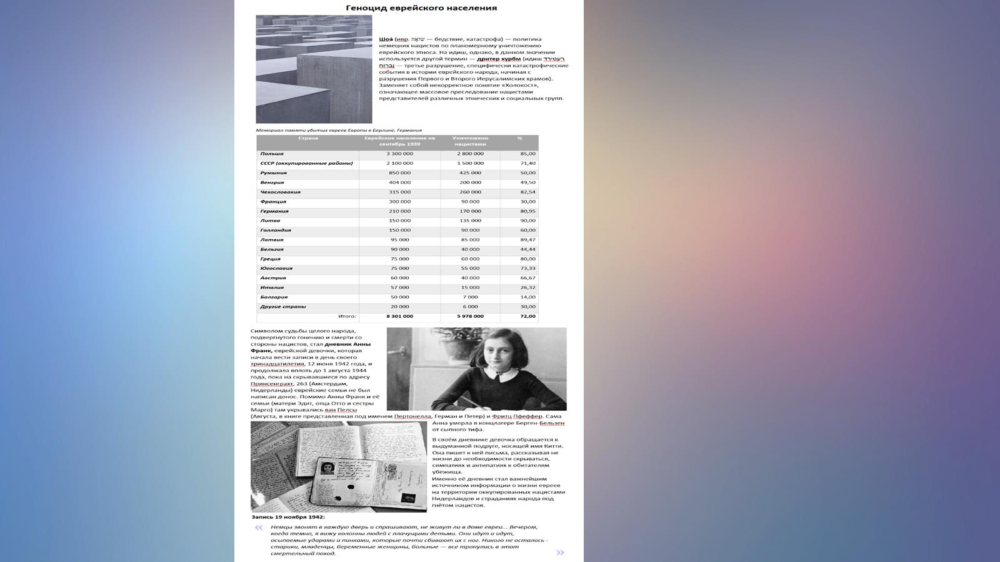 Геноцид еврейского населения
Шоа́ (ивр. שׁוֹאָה — бедствие, катастрофа) — политика
немецких нацистов по планомерному уничтожению
еврейского этноса. На идиш, однако, в данном значении
используется другой термин — дритер хурбм (идиш רעטירד
ןברוח — третье разрушение, специфически катастрофические
события в истории еврейского народа, начиная с
разрушения Первого и Второго Иерусалимских храмов).
Заменяет собой некорректное понятие «Холокост»,
означающее массовое преследование нацистами
представителей различных этнических и социальных групп.
Мемориал памяти убитых евреев Европы в Берлине, Германия
Страна Еврейское население на Уничтожено %
сентябрь 1939 нацистами
Польша 3 300 000 2 800 000 85,00
СССР (оккупированные районы) 2 100 000 1 500 000 71,40
Румыния 850 000 425 000 50,00
Венгрия 404 000 200 000 49,50
Чехословакия 315 000 260 000 82,54
Франция 300 000 90 000 30,00
Германия 210 000 170 000 80,95
Литва 150 000 135 000 90,00
Голландия 150 000 90 000 60,00
Латвия 95 000 85 000 89,47
Бельгия 90 000 40 000 44,44
Греция 75 000 60 000 80,00
Югославия 75 000 55 000 73,33
Австрия 60 000 40 000 66,67
Италия 57 000 15 000 26,32
Болгария 50 000 7 000 14,00
Другие страны 20 000 6 000 30,00
Итого: 8 301 000 5 978 000 72,00
Символом судьбы целого народа,
подвергнутого гонению и смерти со
стороны нацистов, стал дневник Анны
Франк, еврейской девочки, которая
начала вести записи в день своего
тринадцатилетия, 12 июня 1942 года, и
продолжала вплоть до 1 августа 1944
года, пока на скрывавшиеся по адресу
Принсенграхт, 263 (Амстердам,
Нидерланды) еврейские семьи не был
написан донос. Помимо Анны Франк и её
семьи (матери Эдит, отца Отто и сестры
Марго) там укрывались ван Пелсы
(Августа, в книге представленная под именем Пертонелла, Герман и Петер) и Фритц Пфеффер. Сама
Анна умерла в концлагере Берген-Бельзен
от сыпного тифа.
В своём дневнике девочка обращается к
выдуманной подруге, носящей имя Китти.
Она пишет к ней письма, рассказывая не
жизни до необходимости скрываться,
симпатиях и антипатиях к обитателям
убежища.
Именно её дневник стал важнейшим
источником информации о жизни евреев
на территории оккупированных нацистами
Нидерландов и страданиях народа под
гнётом нацистов.
Запись 19 ноября 1942:
« Немцы звонят в каждую дверь и спрашивают, не живут ли в доме евреи... Вечером,
когда темно, я вижу колонны людей с плачущими детьми. Они идут и идут,
осыпаемые ударами и пинками, которые почти сбивают их с ног. Никого не осталось -
старики, младенцы, беременные женщины, больные — все тронулись в этот
смертельный поход. »